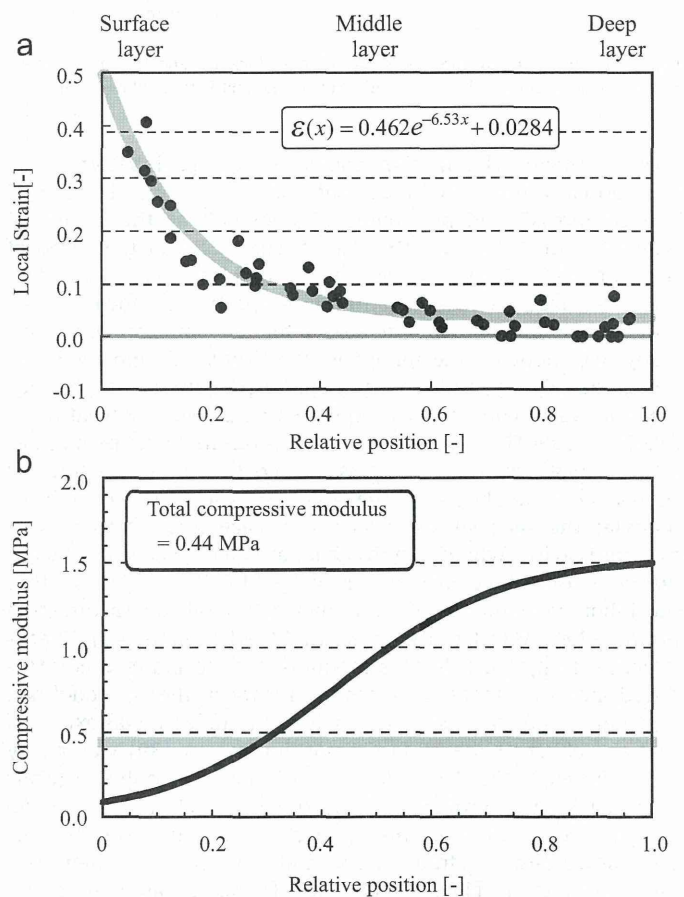 Surface layer
Middle layer
Deep layer
a
0.5
0.4
0.3
0.2
0.1
0.0
-0.1
Local Strain[-]
ε(x) = 0.462e^{-6.53x} + 0.0284
0
0.2
0.4
0.6
0.8
1.0
Relative position [-]
b
2.0
1.5
1.0
0.5
0.0
Compressive modulus [MPa]
Total compressive modulus
= 0.44 MPa
0.0
0.2
0.4
0.6
0.8
1.0
Relative position [-]